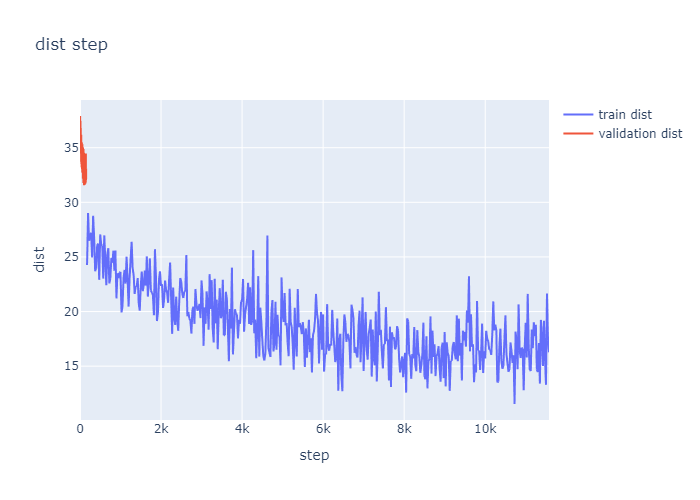 dist step
train dist
validation dist
35
30
25
20
15
dist
0
2k
4k
6k
8k
10k
step